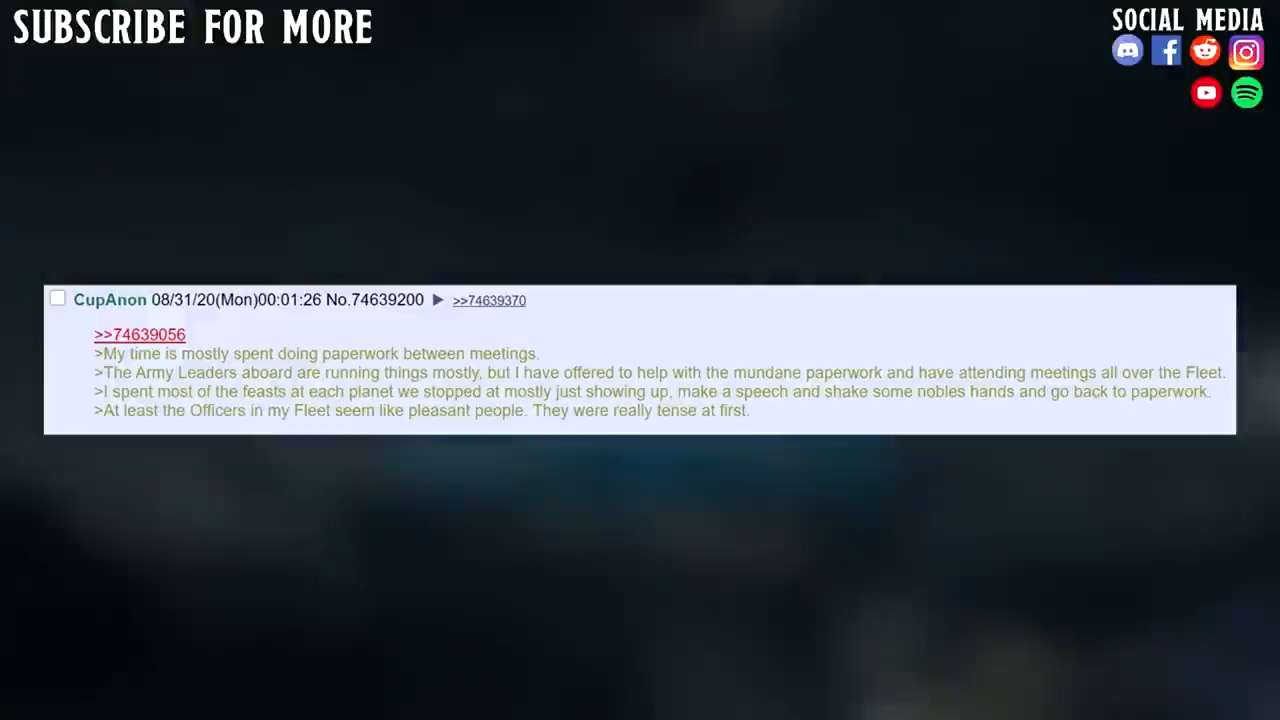 SUBSCRIBE FOR MORE
SOCIAL MEDIA
CupAnon 08/31/20(Mon)00:01:26 No.74639200 ▶ >>74639370
>>74639056
>My time is mostly spent doing paperwork between meetings.
>The Army Leaders aboard are running things mostly, but I have offered to help with the mundane paperwork and have attending meetings all over the Fleet.
>I spent most of the feasts at each planet we stopped at mostly just showing up, make a speech and shake some nobles hands and go back to paperwork.
>At least the Officers in my Fleet seem like pleasant people. They were really tense at first.